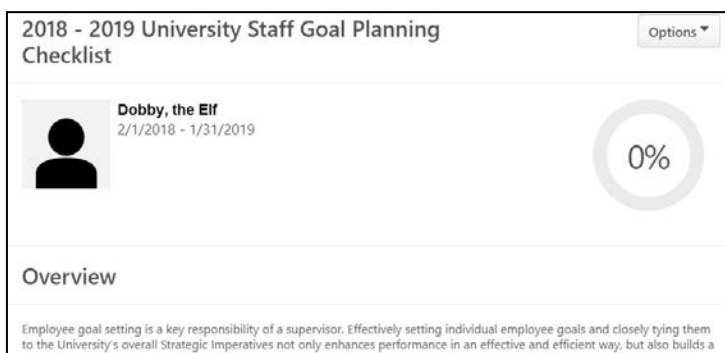 2018 - 2019 University Staff Goal Planning
Checklist
Options
Dobby, the Elf
2/1/2018 - 1/31/2019
0%
Overview
Employee goal setting is a key responsibility of a supervisor. Effectively setting individual employee goals and closely tying them
to the University's overall Strategic Imperatives not only enhances performance in an effective and efficient way, but also builds a